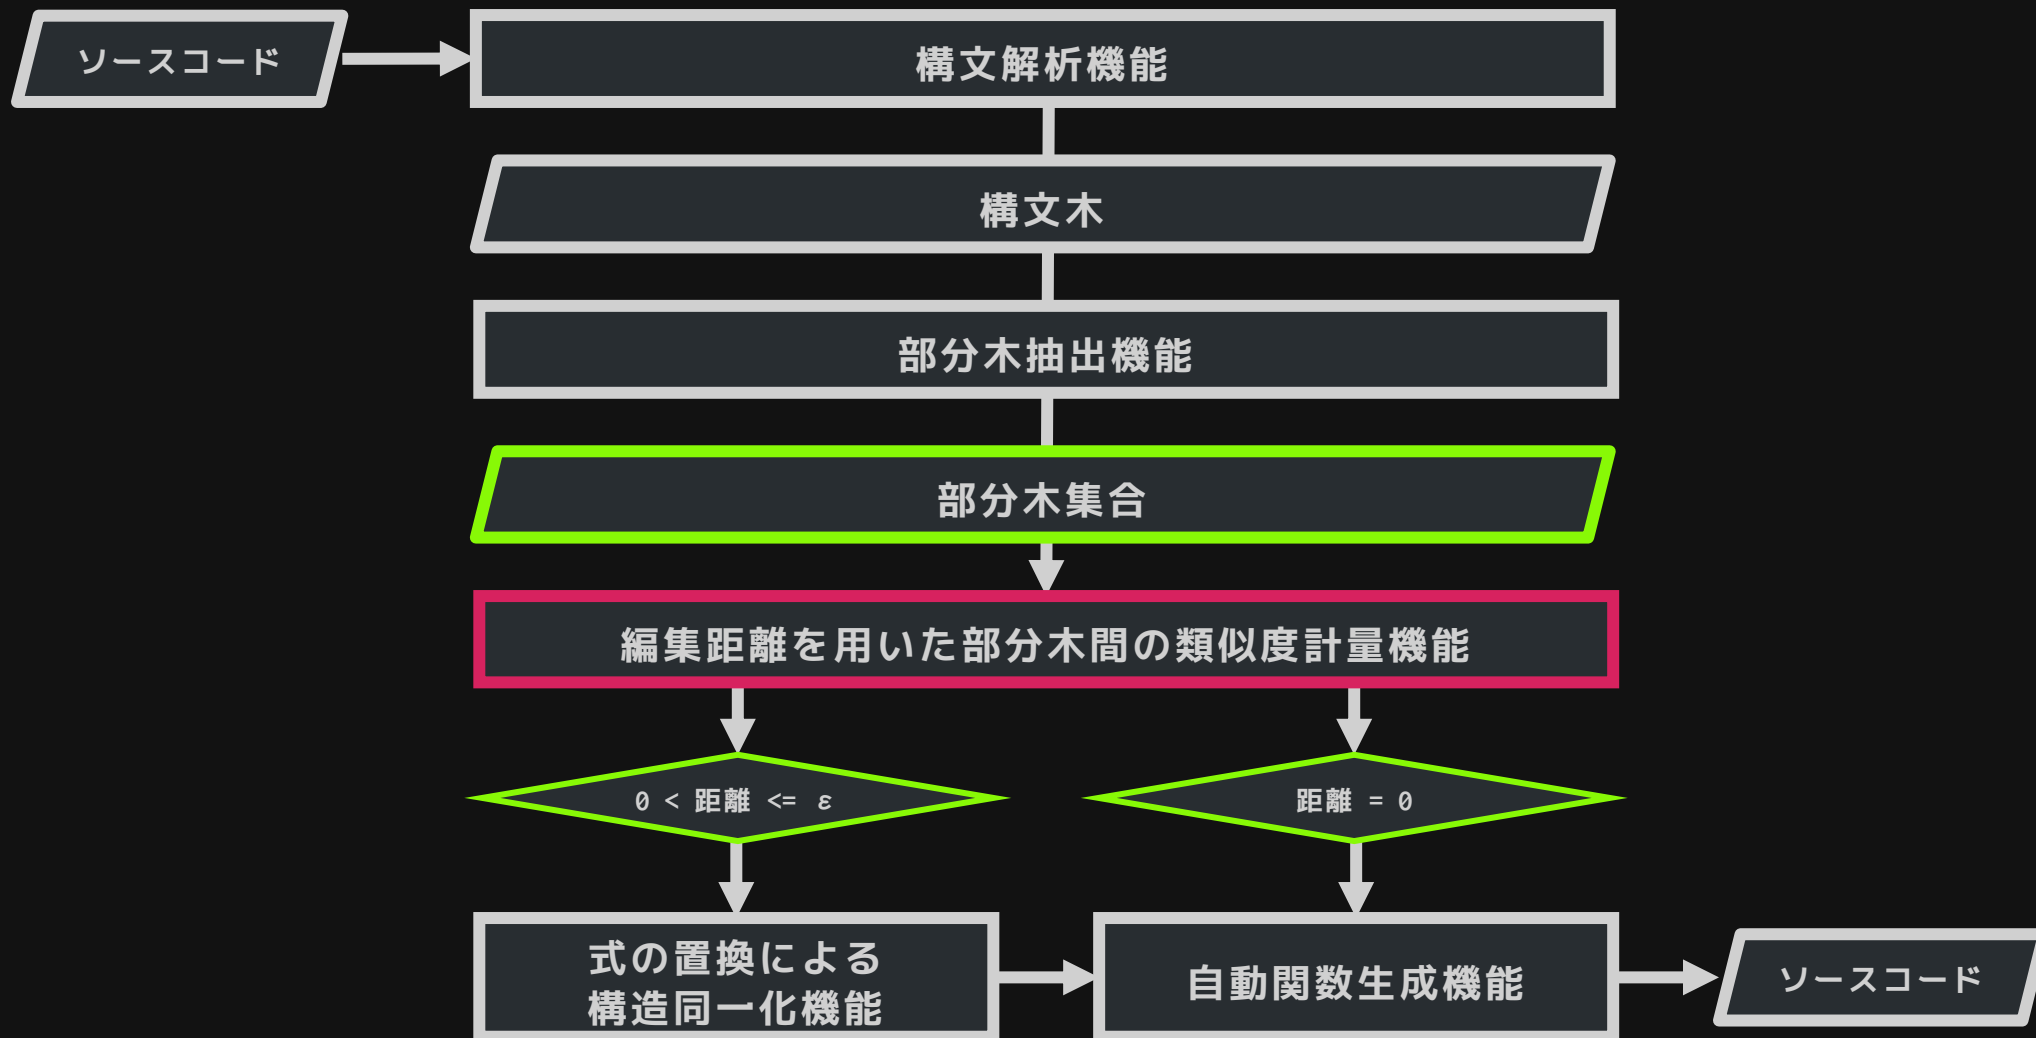 ソースコード
構文解析機能
構文木
部分木抽出機能
部分木集合
編集距離を用いた部分木間の類似度計量機能
0 < 距離 <= ε
距離 = 0
式の置換による
構造同一化機能
自動関数生成機能
ソースコード